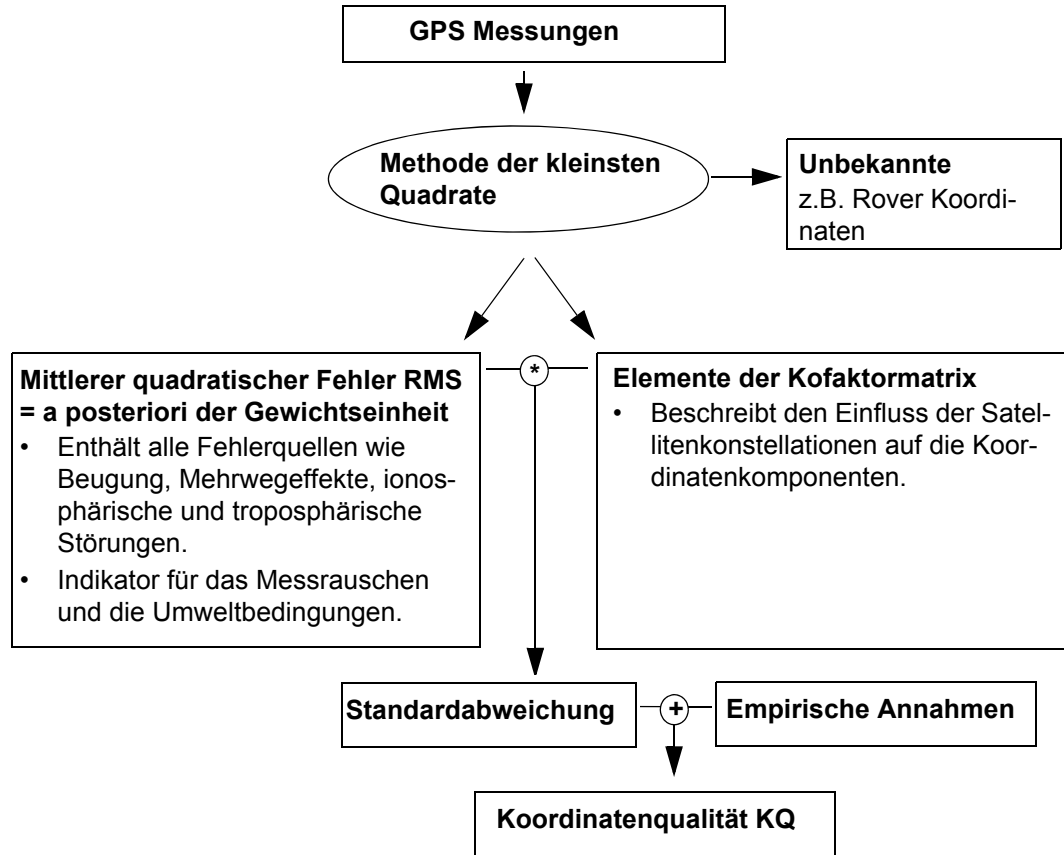 GPS Messungen
Methode der kleinsten
Quadrate
Unbekannte
z.B. Rover Koordi-
naten
Mittlerer quadratischer Fehler RMS
= a posteriori der Gewichtseinheit
• Enthält alle Fehlerquellen wie
Beugung, Mehrwegeffekte, ionos-
phärische und troposphärische
Störungen.
• Indikator für das Messrauschen
und die Umweltbedingungen.
*
Elemente der Kofaktormatrix
• Beschreibt den Einfluss der Satel-
litenkonstellationen auf die Koor-
dinatenkomponenten.
Standardabweichung
+
Empirische Annahmen
Koordinatenqualität KQ